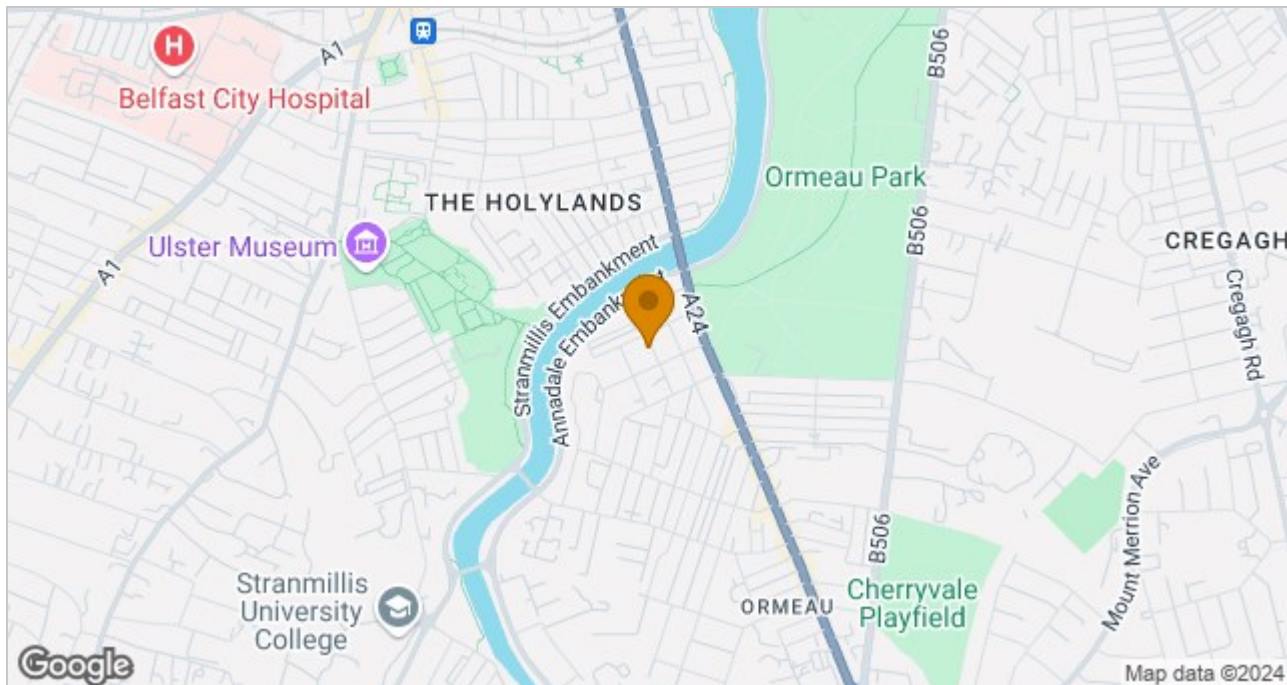 H
Belfast City Hospital
A1
THE HOLYLANDS
Ulster Museum
A1
Stranmillis Embankment
Annadale Embankment
A24
Ormeau Park
B506
B506
B506
CREGAGH
Cregagh Rd
Mount Merrion Ave
Stranmillis
University
College
ORMEAU
Cherryvale
Playfield
Google
Map data ©2024